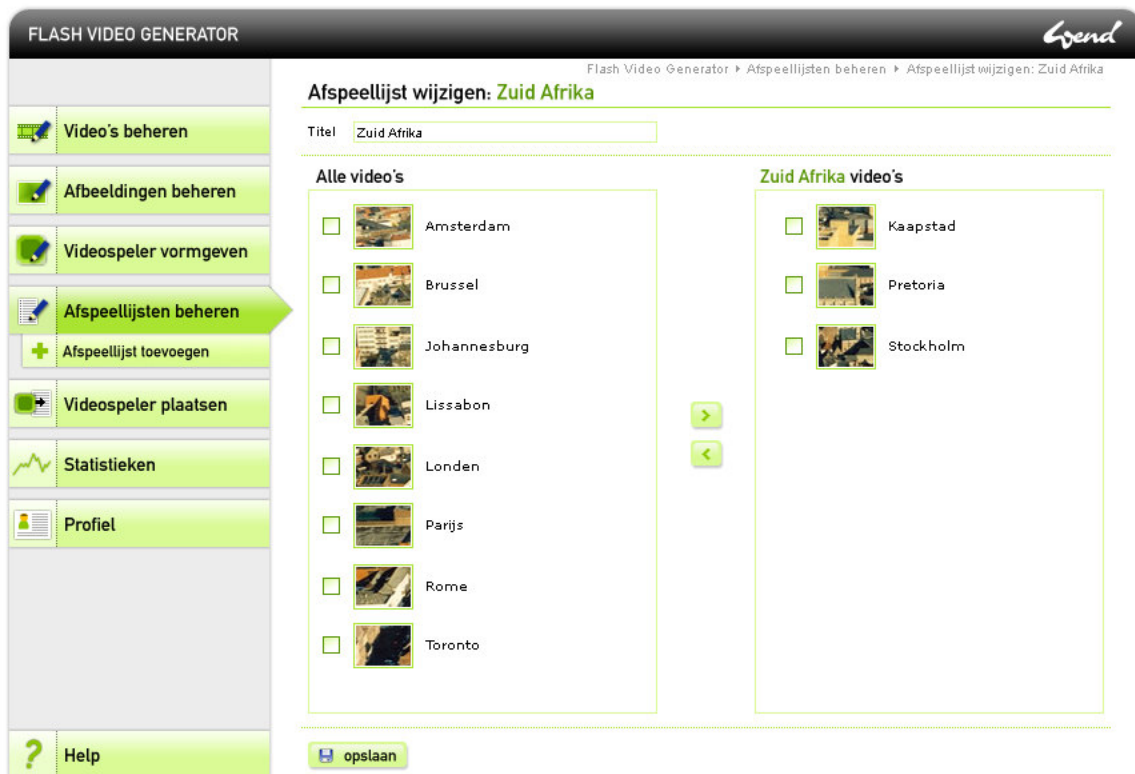 FLASH VIDEO GENERATOR
Flash Video Generator ▸ Afspeellijsten beheren ▸ Afspeellijst wijzigen: Zuid Afrika
Afspeellijst wijzigen: Zuid Afrika
Titel Zuid Afrika
Video's beheren
Afbeeldingen beheren
Videospeler vormgeven
Afspeellijsten beheren
Afspeellijst toevoegen
Videospeler plaatsen
Statistieken
Profiel
Help
Alle video's
Amsterdam
Brussel
Johannesburg
Lissabon
Londen
Parijs
Rome
Toronto
>
<
Zuid Afrika video's
Kaapstad
Pretoria
Stockholm
opslaan